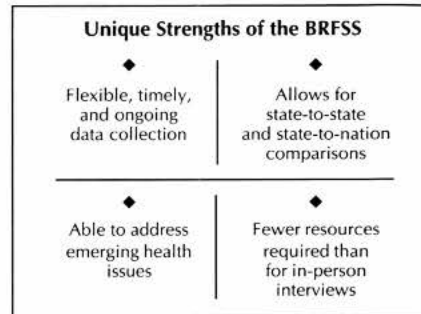 Unique Strengths of the BRFSS
◆
Flexible, timely,
and ongoing
data collection
◆
Allows for
state-to-state
and state-to-nation
comparisons
◆
Able to address
emerging health
issues
◆
Fewer resources
required than
for in-person
interviews